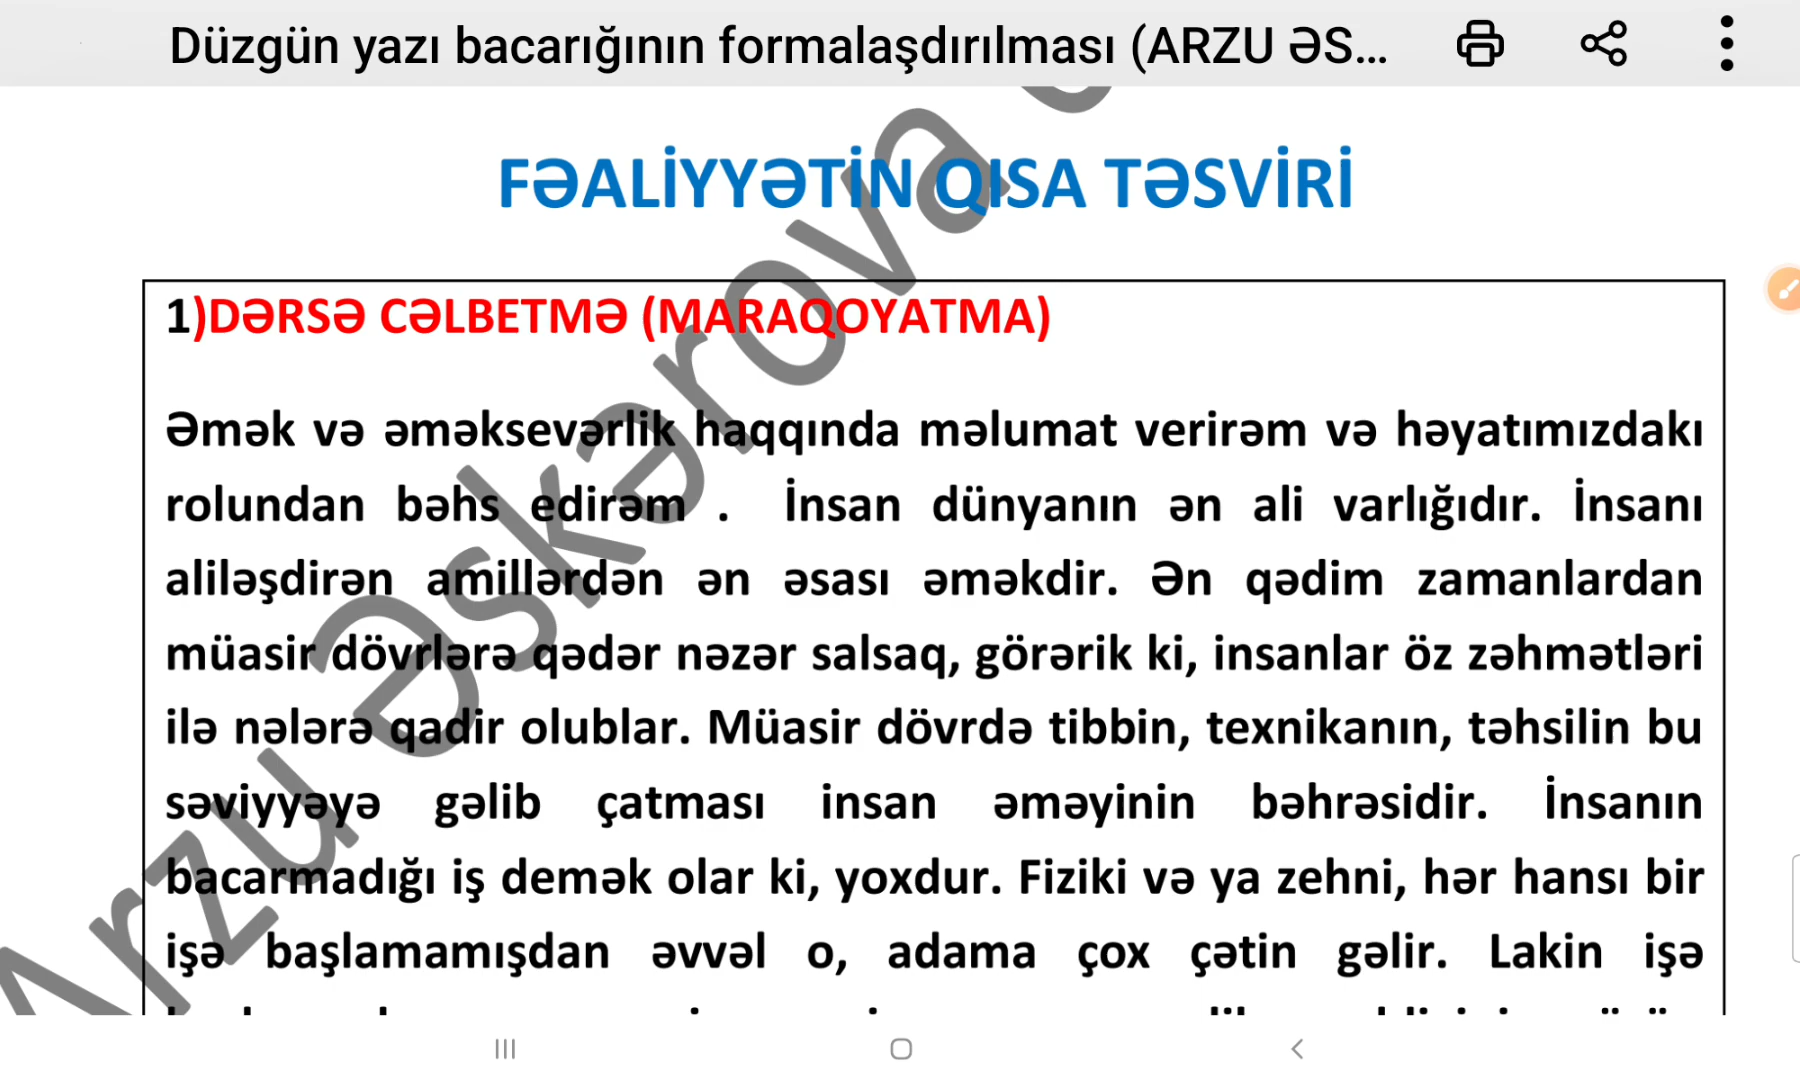 Düzgün yazı bacarığının formalaşdırılması (ARZU ƏS...
FƏALİYYƏTİN QISA TƏSVİRİ
1)DƏRSƏ CƏLBETMƏ (MARAQOYATMA)
Əmək və əməksevərlik haqqında məlumat verirəm və həyatımızdakı
rolundan bəhs edirəm . İnsan dünyanın ən ali varlığıdır. İnsanı
aliləşdirən amillərdən ən əsası əməkdir. Ən qədim zamanlardan
müasir dövrlərə qədər nəzər salsaq, görərik ki, insanlar öz zəhmətləri
ilə nələrə qadir olublar. Müasir dövrdə tibbin, texnikanın, təhsilin bu
səviyyəyə gəlib çatması insan əməyinin bəhrəsidir. İnsanın
bacarmadığı iş demək olar ki, yoxdur. Fiziki və ya zehni, hər hansı bir
işə başlamamışdan əvvəl o, adama çox çətin gəlir. Lakin işə
Arzu Əskərova